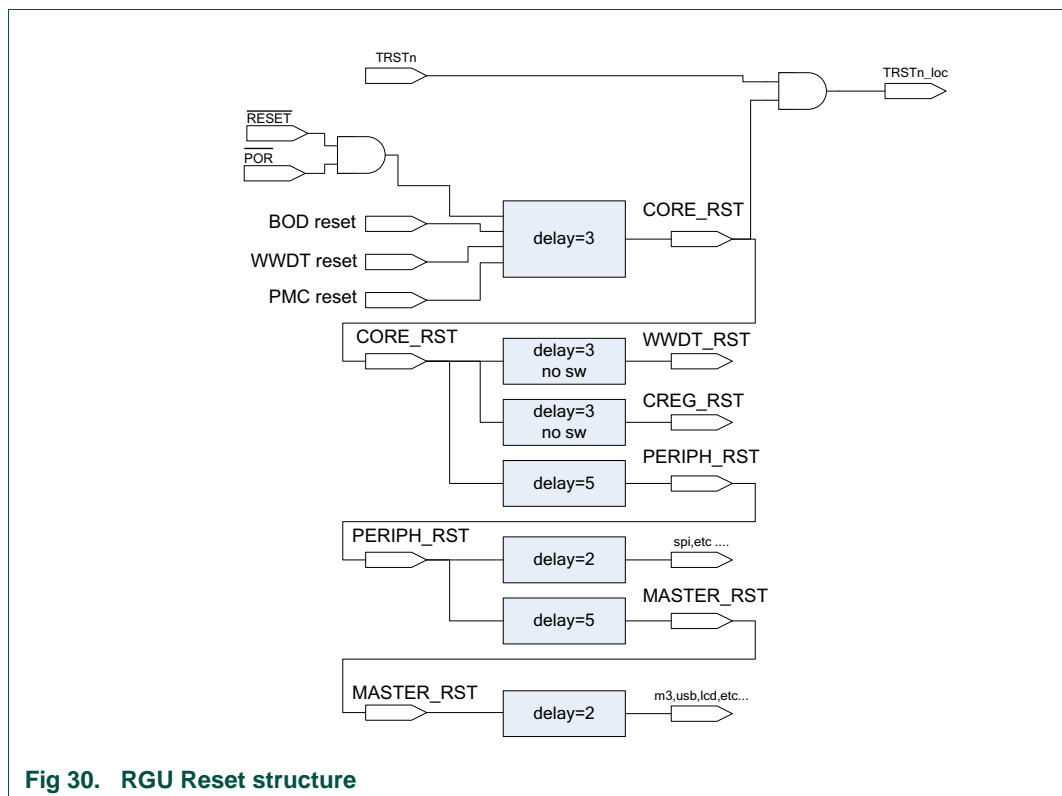 TRSTn
TRSTn_loc
RESET
POR
BOD reset
WWDT reset
PMC reset
delay=3
CORE_RST
CORE_RST
delay=3
no sw
WWDT_RST
delay=3
no sw
CREG_RST
delay=5
PERIPH_RST
PERIPH_RST
delay=2
spi,etc ....
delay=5
MASTER_RST
MASTER_RST
delay=2
m3,usb,lcd,etc...
Fig 30. RGU Reset structure